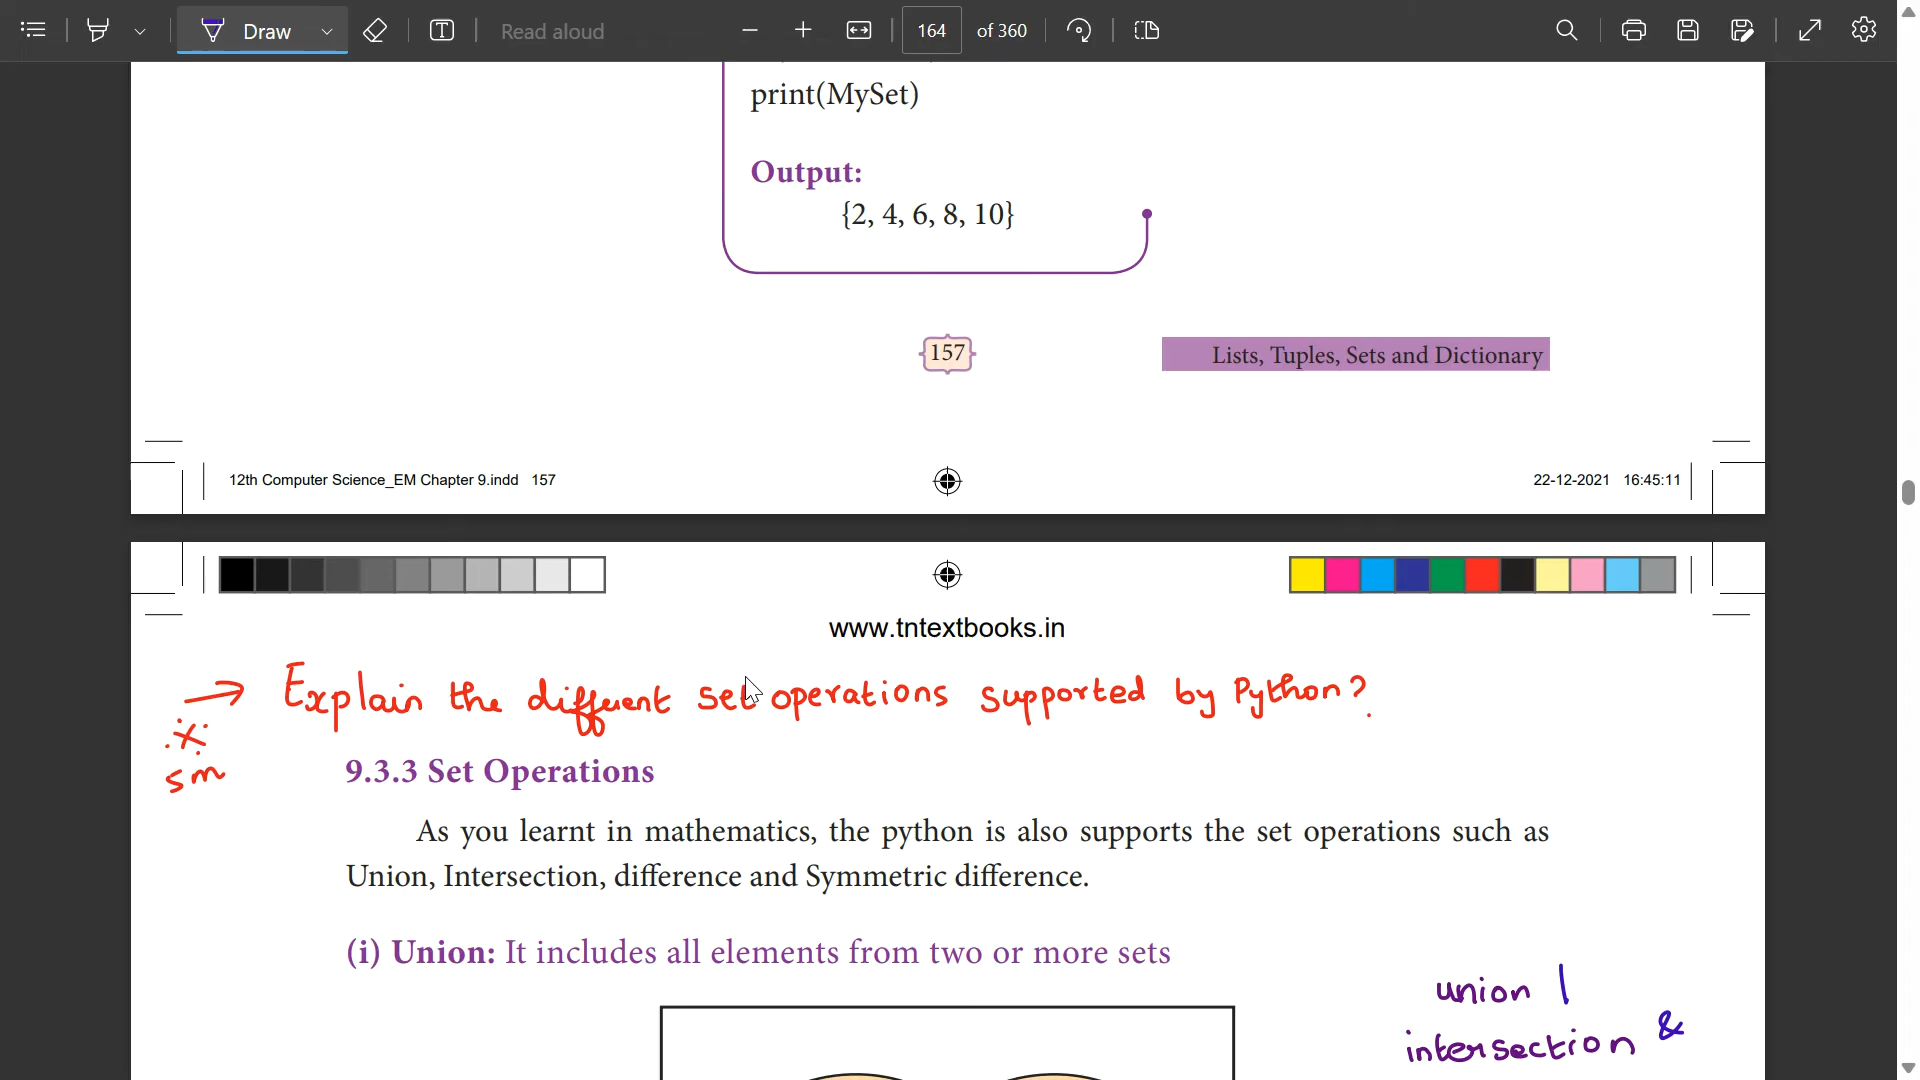 Draw
Read aloud
164 of 360
print(MySet)
Output:
{2, 4, 6, 8, 10}
157
Lists, Tuples, Sets and Dictionary
12th Computer Science_EM Chapter 9.indd 157
22-12-2021 16:45:11
www.tntextbooks.in
→ Explain the different set operations supported by Python?
5m
9.3.3 Set Operations
As you learnt in mathematics, the python is also supports the set operations such as
Union, Intersection, difference and Symmetric difference.
(i) Union: It includes all elements from two or more sets
union |
intersection &